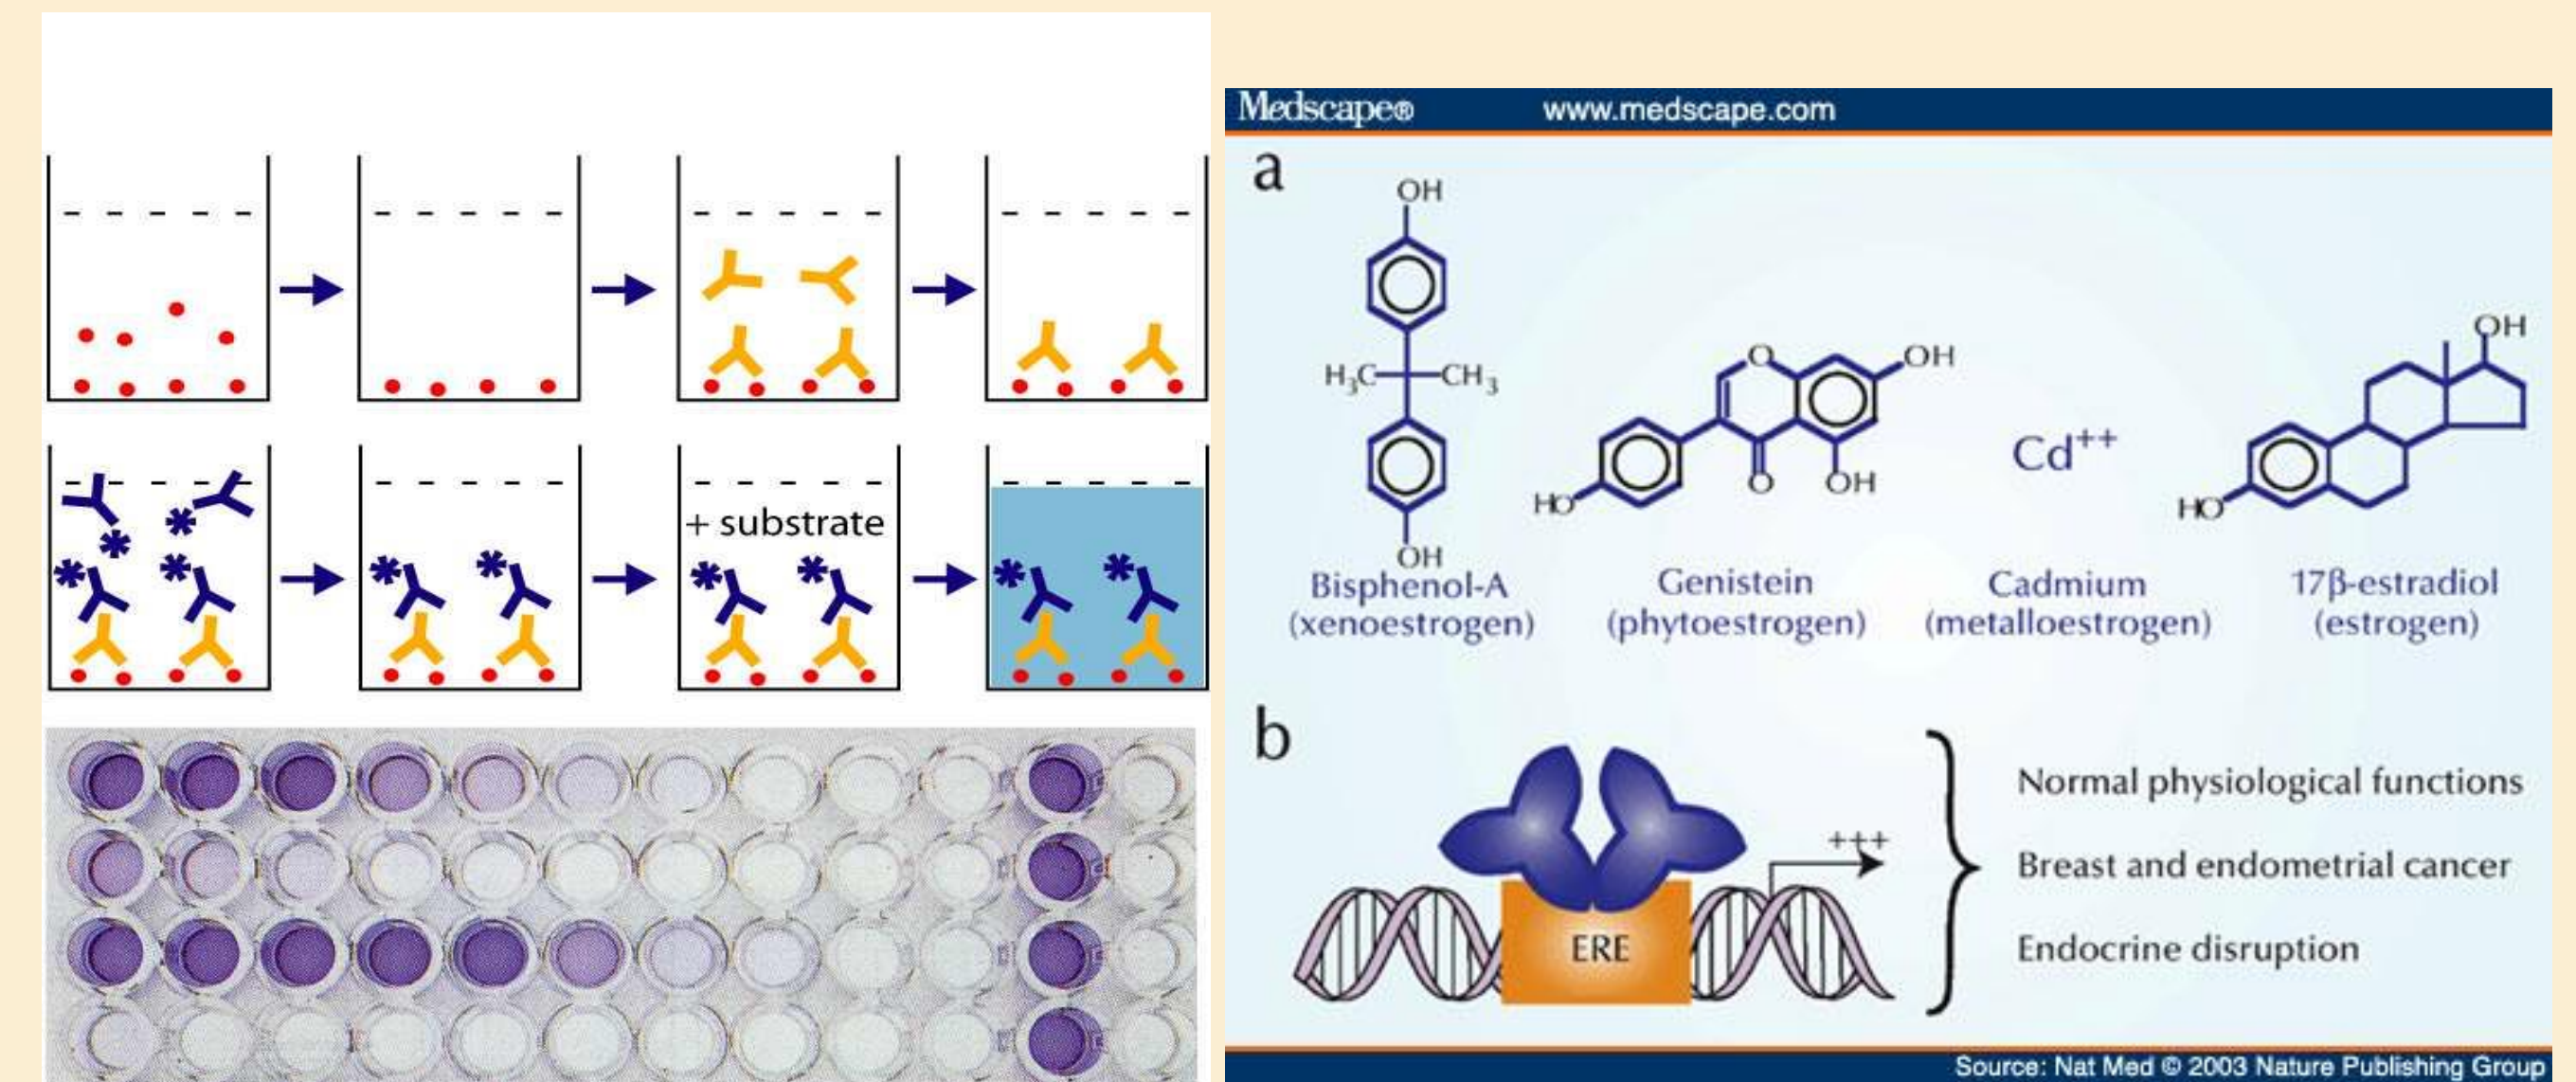 + substrate
Medscape® www.medscape.com
a
OH
H₃C CH₃
OH
O OH
HO O OH
Cd⁺⁺
OH
HO
Bisphenol-A
(xenoestrogen)
Genistein
(phytoestrogen)
Cadmium
(metalloestrogen)
17β-estradiol
(estrogen)
b
+++
ERE
Normal physiological functions
Breast and endometrial cancer
Endocrine disruption
Source: Nat Med © 2003 Nature Publishing Group